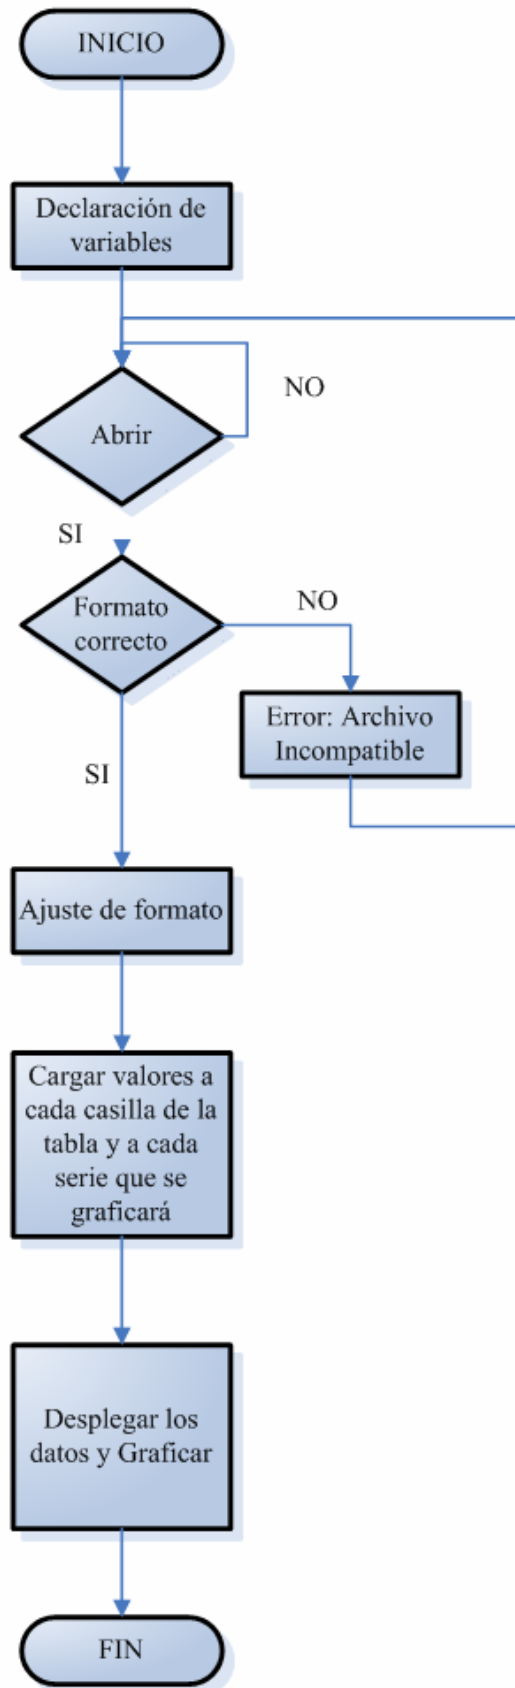 INICIO
Declaración de
variables
NO
Abrir
SI
Formato
correcto
NO
Error: Archivo
Incompatible
SI
Ajuste de formato
Cargar valores a
cada casilla de la
tabla y a cada
serie que se
graficará
Desplegar los
datos y Graficar
FIN